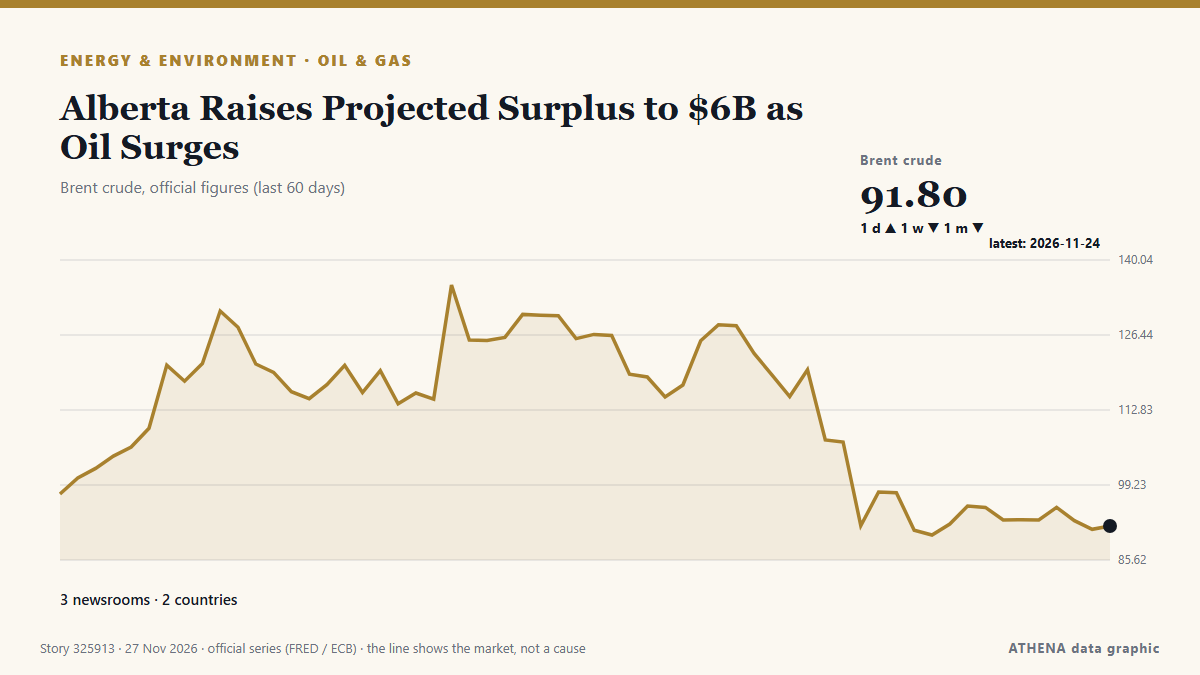 ENERGY & ENVIRONMENT · OIL & GAS
Alberta Raises Projected Surplus to $6B as
Oil Surges
Brent crude, official figures (last 60 days)
Brent crude
91.80
1 d ▲ 1 w ▼ 1 m ▼
latest: 2026-11-24
140.04
126.44
112.83
99.23
85.62
3 newsrooms · 2 countries
Story 325913 · 27 Nov 2026 · official series (FRED / ECB) · the line shows the market, not a cause
ATHENA data graphic